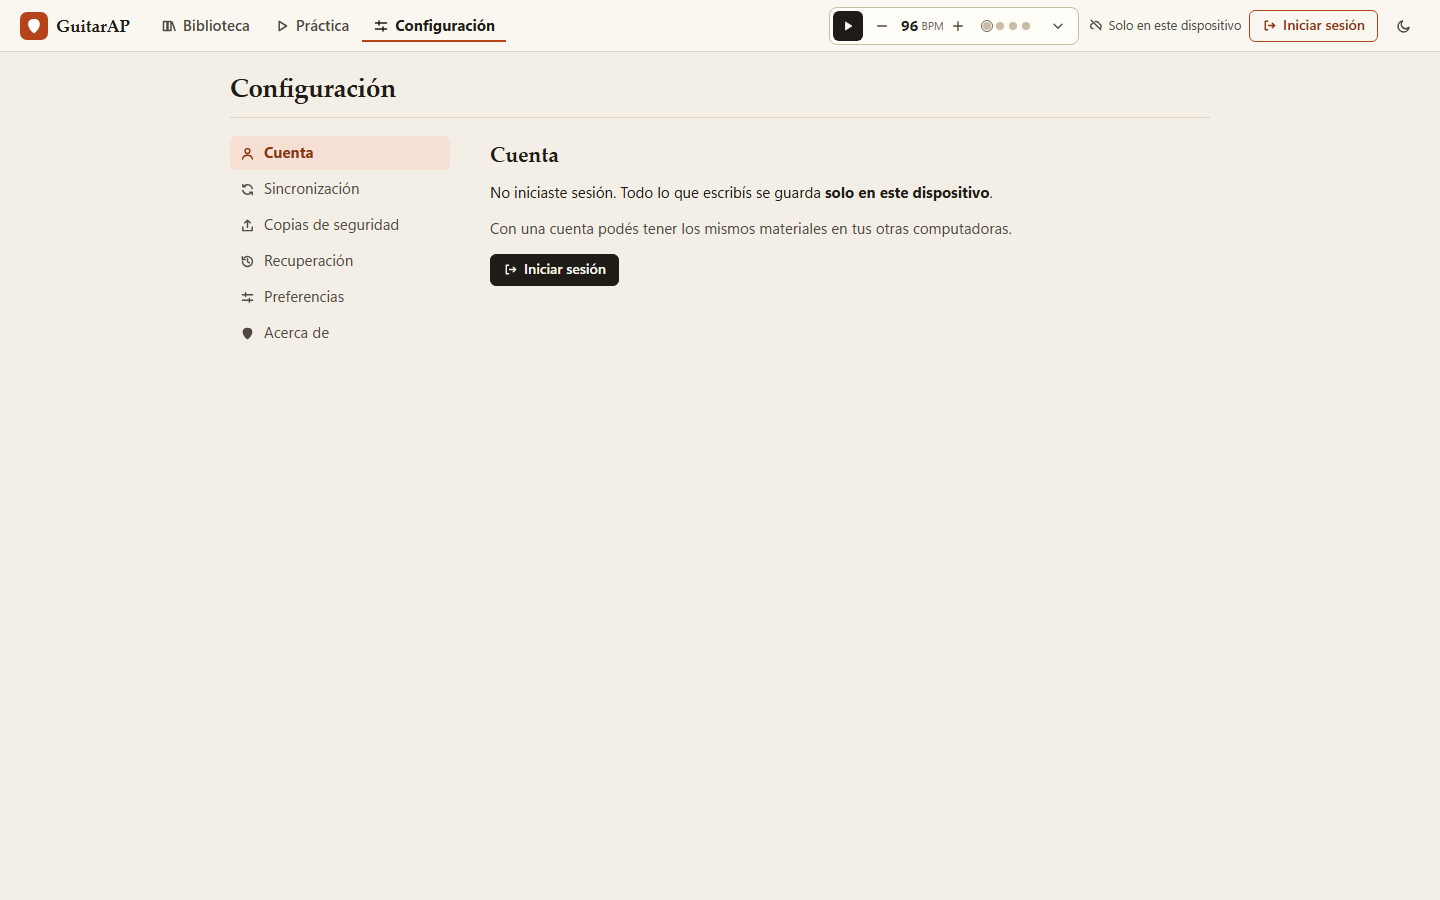 GuitarAP Biblioteca Práctica Configuración 96 BPM Solo en este dispositivo Iniciar sesión
Configuración
Cuenta
Sincronización
Copias de seguridad
Recuperación
Preferencias
Acerca de
Cuenta
No iniciaste sesión. Todo lo que escribís se guarda solo en este dispositivo.
Con una cuenta podés tener los mismos materiales en tus otras computadoras.
Iniciar sesión